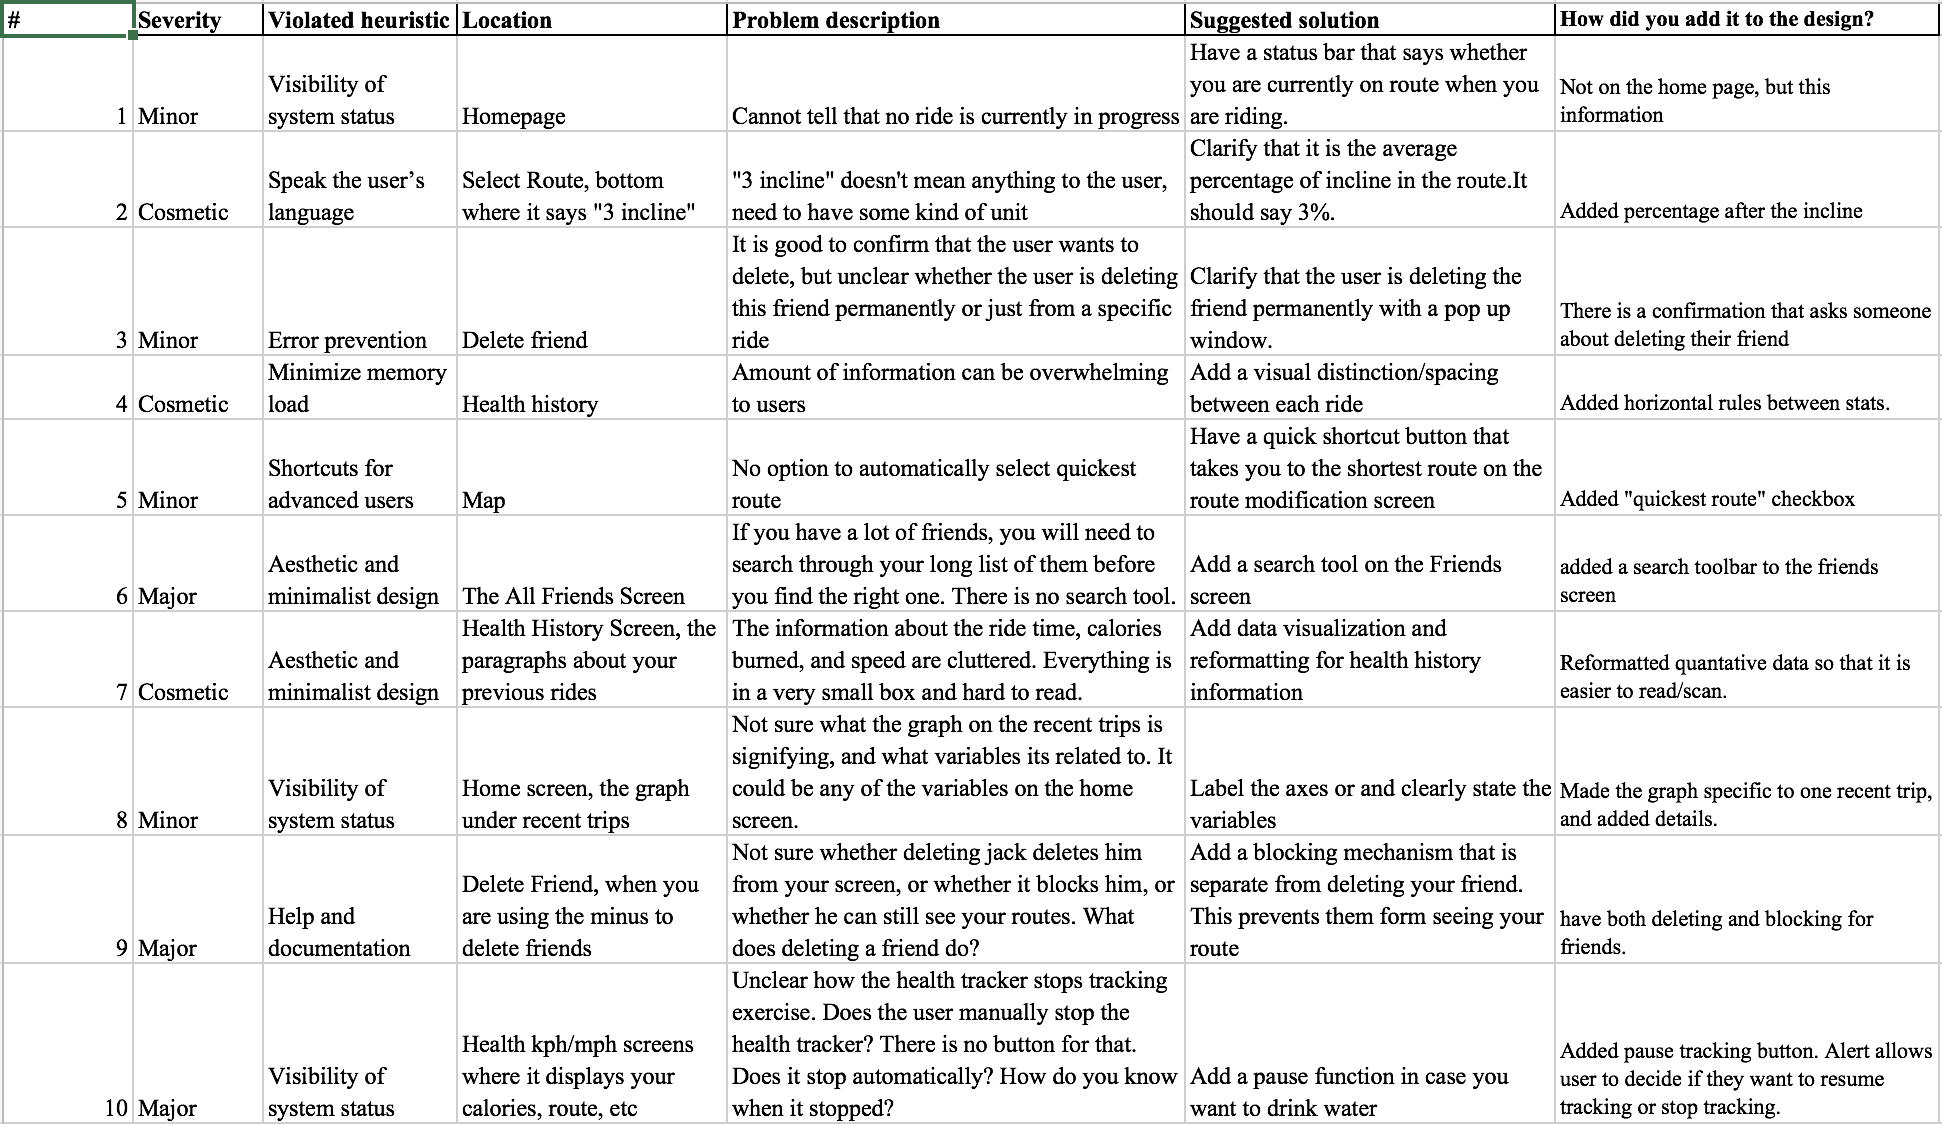 # Severity Violated heuristic Location Problem description Suggested solution How did you add it to the design?
1 Minor
Visibility of
system status
Homepage
Cannot tell that no ride is currently in progress
Have a status bar that says whether
you are currently on route when you
are riding.
Not on the home page, but this
information
2 Cosmetic
Speak the user’s
language
Select Route, bottom
where it says "3 incline"
"3 incline" doesn't mean anything to the user,
need to have some kind of unit
Clarify that it is the average
percentage of incline in the route.It
should say 3%.
Added percentage after the incline
3 Minor
Error prevention
Delete friend
It is good to confirm that the user wants to
delete, but unclear whether the user is deleting
this friend permanently or just from a specific
ride
Clarify that the user is deleting the
friend permanently with a pop up
window.
There is a confirmation that asks someone
about deleting their friend
4 Cosmetic
Minimize memory
load
Health history
Amount of information can be overwhelming
to users
Add a visual distinction/spacing
between each ride
Added horizontal rules between stats.
5 Minor
Shortcuts for
advanced users
Map
No option to automatically select quickest
route
Have a quick shortcut button that
takes you to the shortest route on the
route modification screen
Added "quickest route" checkbox
6 Major
Aesthetic and
minimalist design
The All Friends Screen
If you have a lot of friends, you will need to
search through your long list of them before
you find the right one. There is no search tool.
Add a search tool on the Friends
screen
added a search toolbar to the friends
screen
7 Cosmetic
Aesthetic and
minimalist design
Health History Screen, the
paragraphs about your
previous rides
The information about the ride time, calories
burned, and speed are cluttered. Everything is
in a very small box and hard to read.
Add data visualization and
reformatting for health history
information
Reformatted quantative data so that it is
easier to read/scan.
8 Minor
Visibility of
system status
Home screen, the graph
under recent trips
Not sure what the graph on the recent trips is
signifying, and what variables its related to. It
could be any of the variables on the home
screen.
Label the axes or and clearly state the
variables
Made the graph specific to one recent trip,
and added details.
9 Major
Help and
documentation
Delete Friend, when you
are using the minus to
delete friends
Not sure whether deleting jack deletes him
from your screen, or whether it blocks him, or
whether he can still see your routes. What
does deleting a friend do?
Add a blocking mechanism that is
separate from deleting your friend.
This prevents them form seeing your
route
have both deleting and blocking for
friends.
10 Major
Visibility of
system status
Health kph/mph screens
where it displays your
calories, route, etc
Unclear how the health tracker stops tracking
exercise. Does the user manually stop the
health tracker? There is no button for that.
Does it stop automatically? How do you know
when it stopped?
Add a pause function in case you
want to drink water
Added pause tracking button. Alert allows
user to decide if they want to resume
tracking or stop tracking.